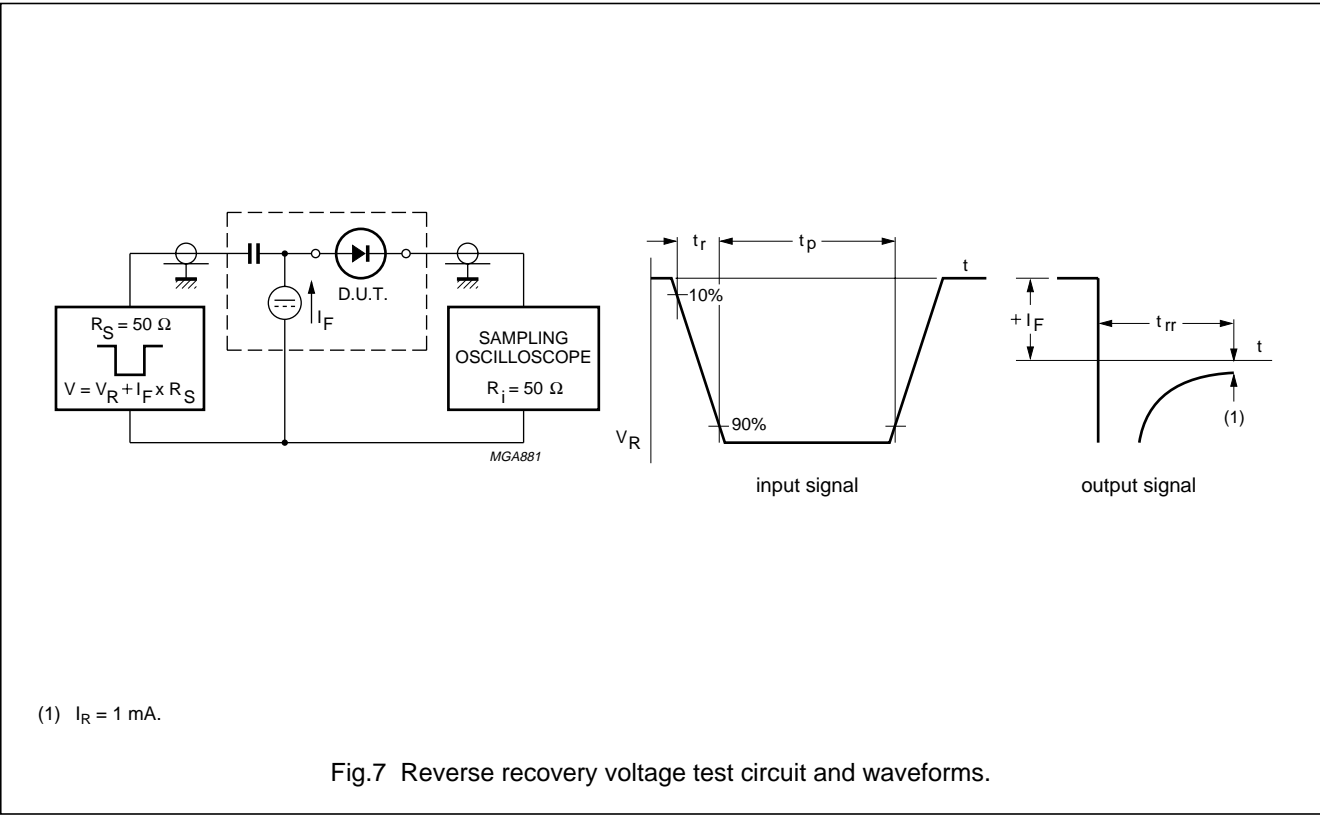 R_S = 50 Ω
V = V_R + I_F x R_S
I_F
D.U.T.
SAMPLING
OSCILLOSCOPE
R_i = 50 Ω
MGA881
t_r
t_p
t
10%
90%
V_R
input signal
+ I_F
t_rr
t
(1)
output signal
(1) I_R = 1 mA.
Fig.7 Reverse recovery voltage test circuit and waveforms.